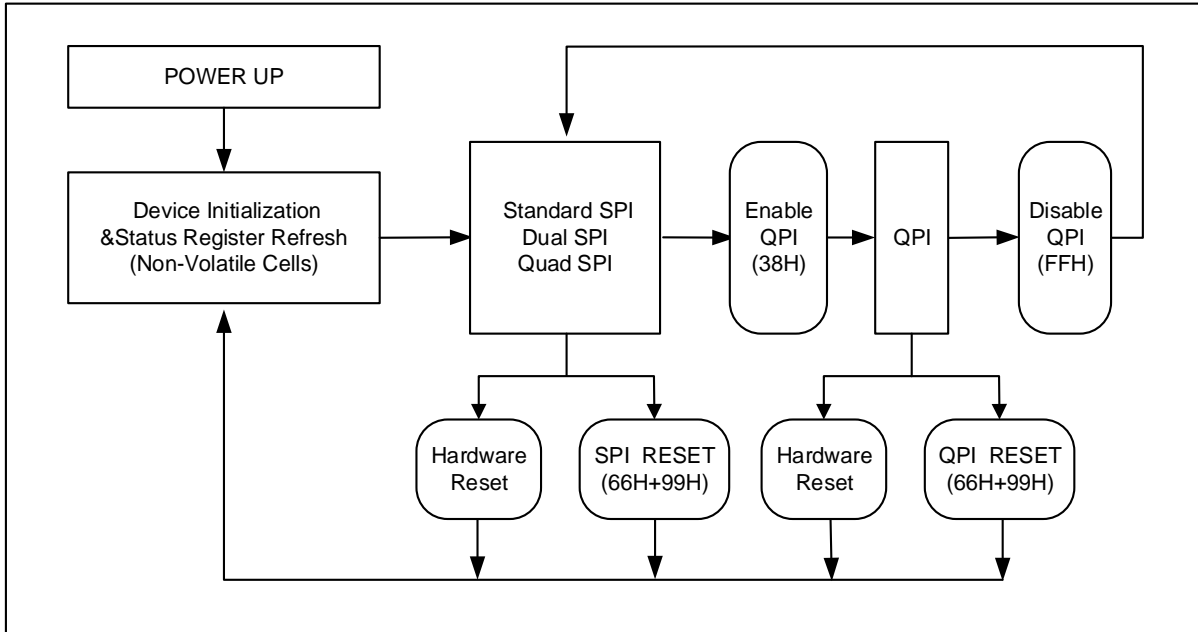 POWER UP
Device Initialization
&Status Register Refresh
(Non-Volatile Cells)
Standard SPI
Dual SPI
Quad SPI
Enable
QPI
(38H)
QPI
Disable
QPI
(FFH)
Hardware
Reset
SPI RESET
(66H+99H)
Hardware
Reset
QPI RESET
(66H+99H)